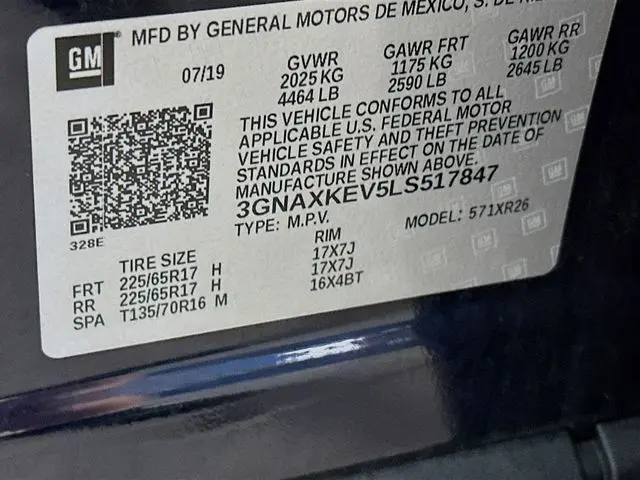 GM
MFD BY GENERAL MOTORS DE MEXICO, S. DE
07/19
GVWR
2025 KG
4464 LB
GAWR FRT
1175 KG
2590 LB
GAWR RR
1200 KG
2645 LB
THIS VEHICLE CONFORMS TO ALL
APPLICABLE U.S. FEDERAL MOTOR
VEHICLE SAFETY AND THEFT PREVENTION
STANDARDS IN EFFECT ON THE DATE OF
MANUFACTURE SHOWN ABOVE.
3GNAXKEV5LS517847
TYPE: M.P.V. MODEL: 571XR26
328E
TIRE SIZE RIM
FRT 225/65R17 H 17X7J
RR 225/65R17 H 17X7J
SPA T135/70R16 M 16X4BT